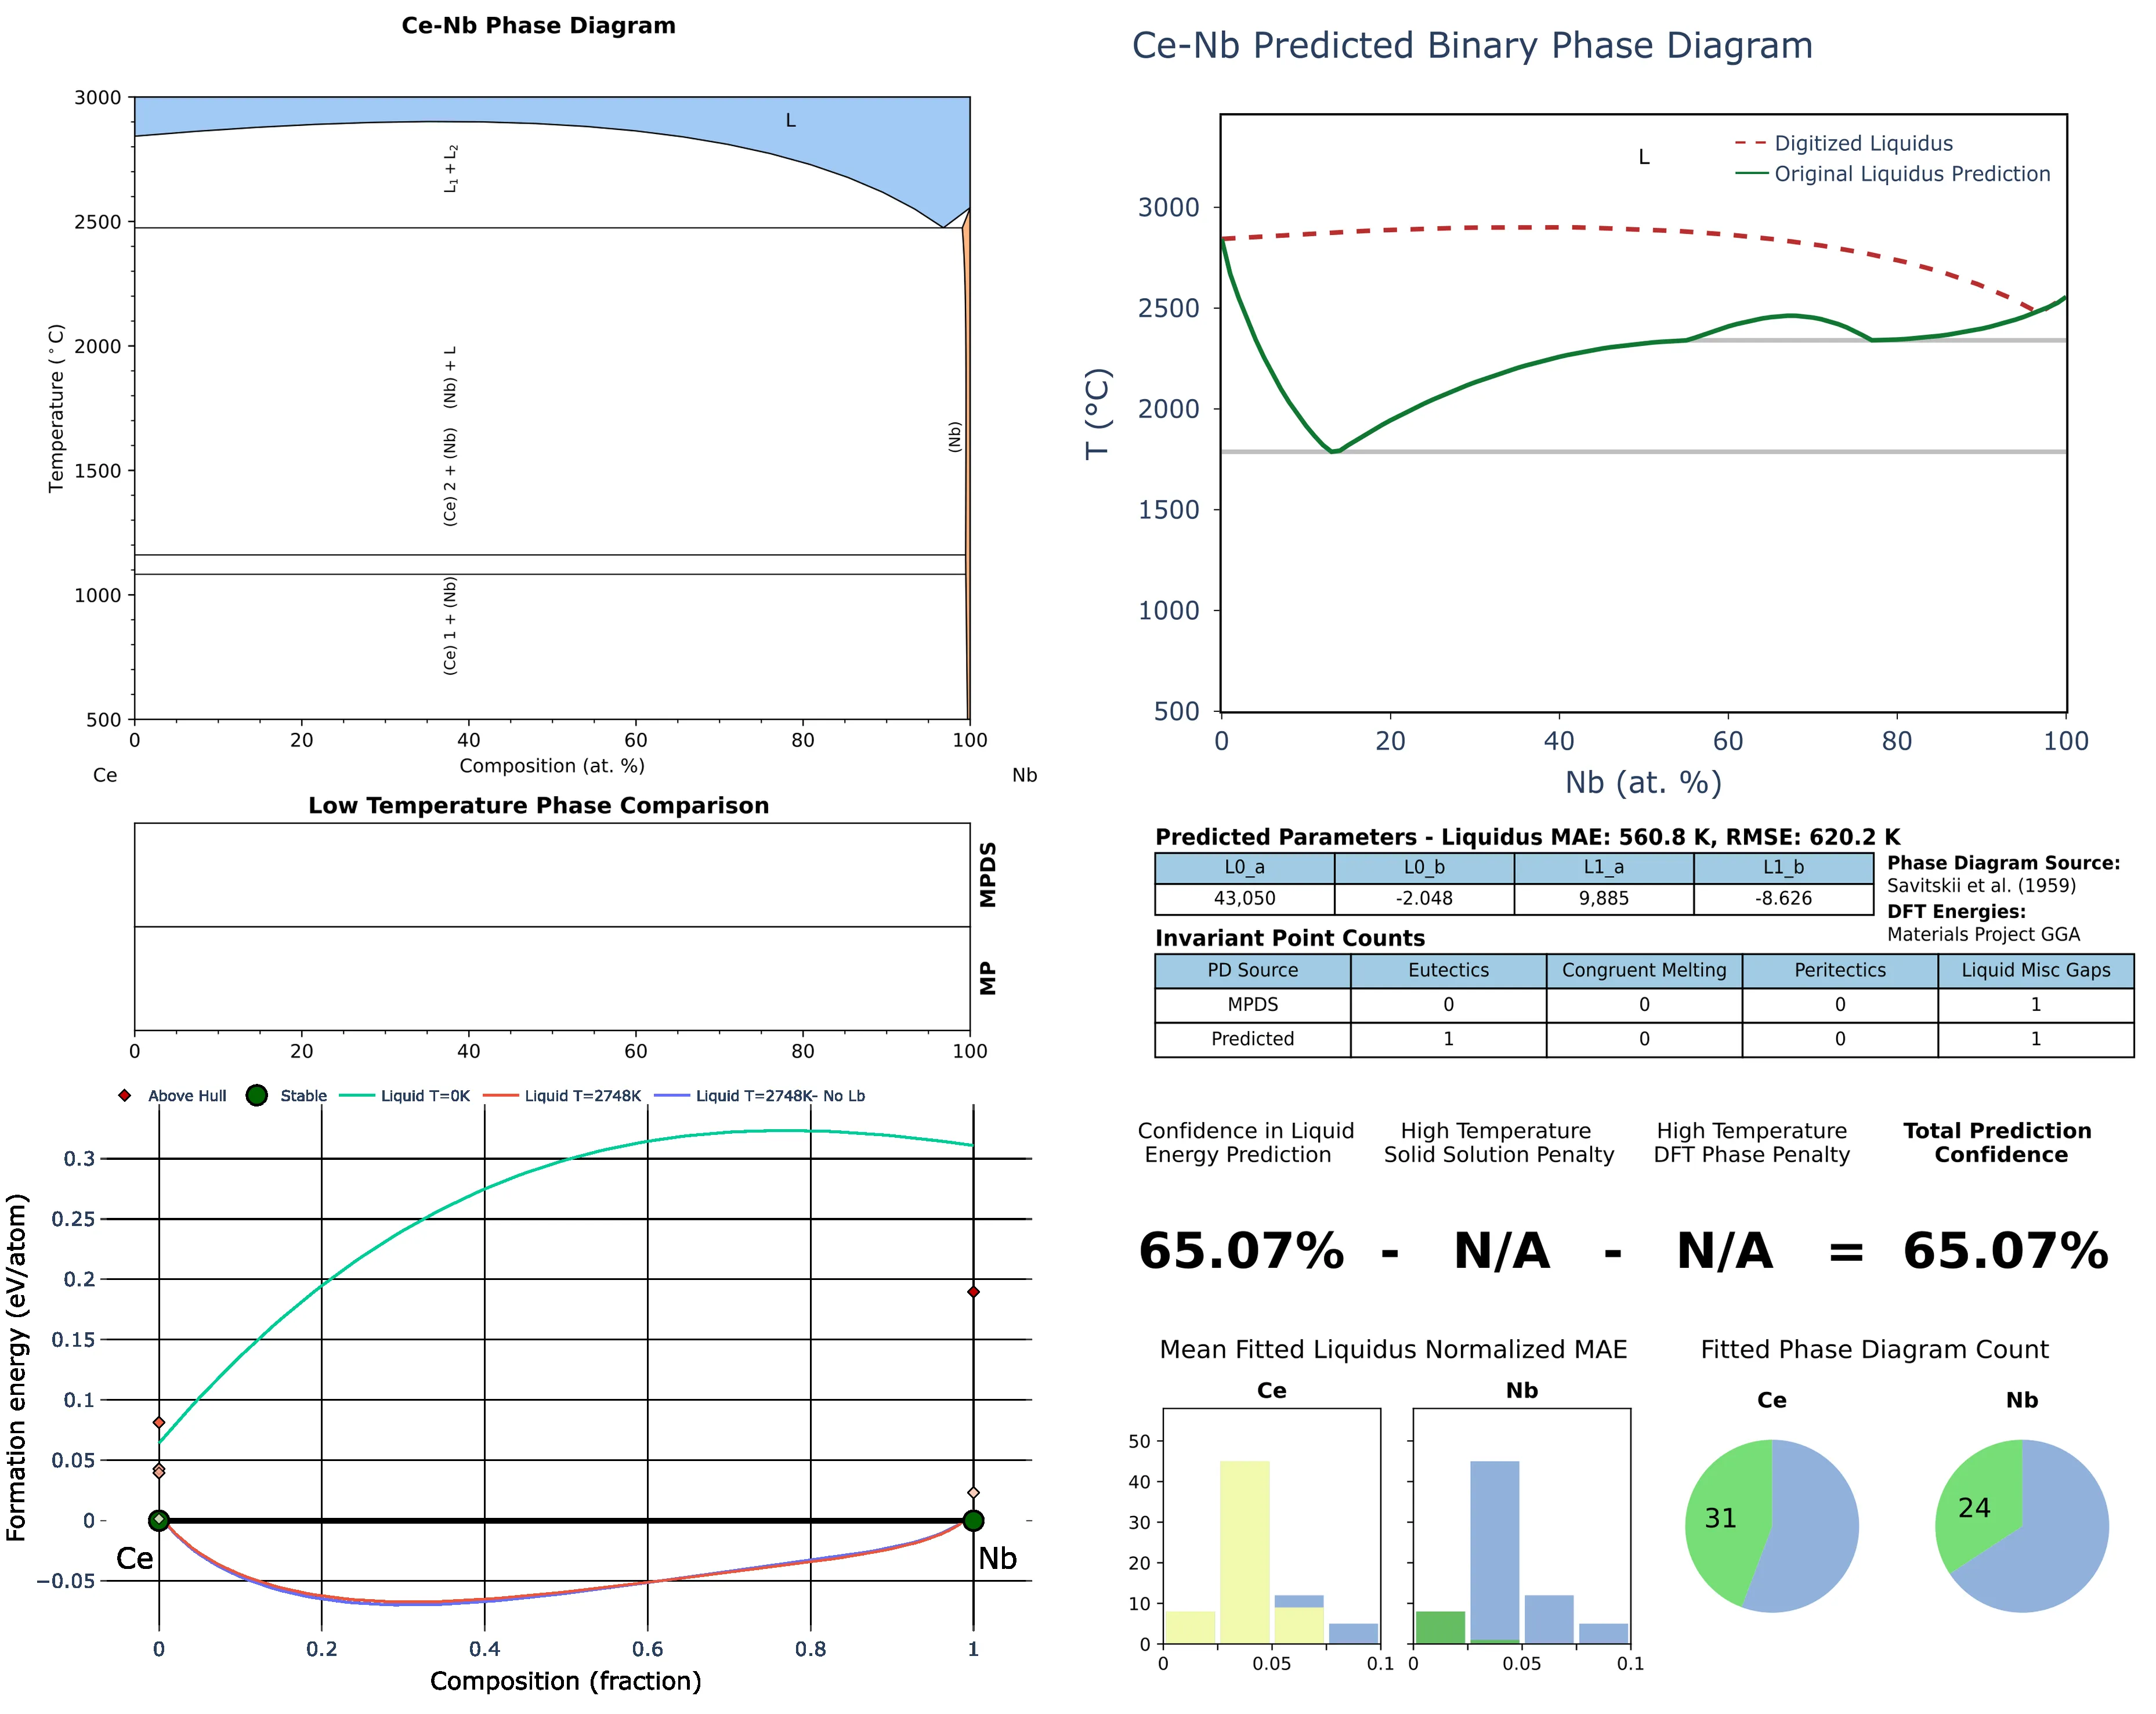 Ce-Nb Phase Diagram
3000
2500
2000
1500
1000
500
Temperature (°C)
L
L1 + L2
(Nb) + L
(Ce) 2 + (Nb)
(Ce) 1 + (Nb)
(Nb)
0 20 40 60 80 100
Composition (at. %)
Ce Nb
Low Temperature Phase Comparison
MPDS
MP
0 20 40 60 80 100
Above Hull Stable Liquid T=0K Liquid T=2748K Liquid T=2748K- No Lb
0.3
0.25
0.2
0.15
0.1
0.05
0
−0.05
Formation energy (eV/atom)
Ce Nb
0 0.2 0.4 0.6 0.8 1
Composition (fraction)
Ce-Nb Predicted Binary Phase Diagram
L
Digitized Liquidus
Original Liquidus Prediction
3000
2500
2000
1500
1000
500
T (°C)
0 20 40 60 80 100
Nb (at. %)
Predicted Parameters - Liquidus MAE: 560.8 K, RMSE: 620.2 K
L0_a L0_b L1_a L1_b
43,050 -2.048 9,885 -8.626
Phase Diagram Source:
Savitskii et al. (1959)
DFT Energies:
Materials Project GGA
Invariant Point Counts
PD Source Eutectics Congruent Melting Peritectics Liquid Misc Gaps
MPDS 0 0 0 1
Predicted 1 0 0 1
Confidence in Liquid
Energy Prediction
High Temperature
Solid Solution Penalty
High Temperature
DFT Phase Penalty
Total Prediction
Confidence
65.07% - N/A - N/A = 65.07%
Mean Fitted Liquidus Normalized MAE
Ce Nb
50
40
30
20
10
0
0 0.05 0.1 0 0.05 0.1
Fitted Phase Diagram Count
Ce Nb
31 24